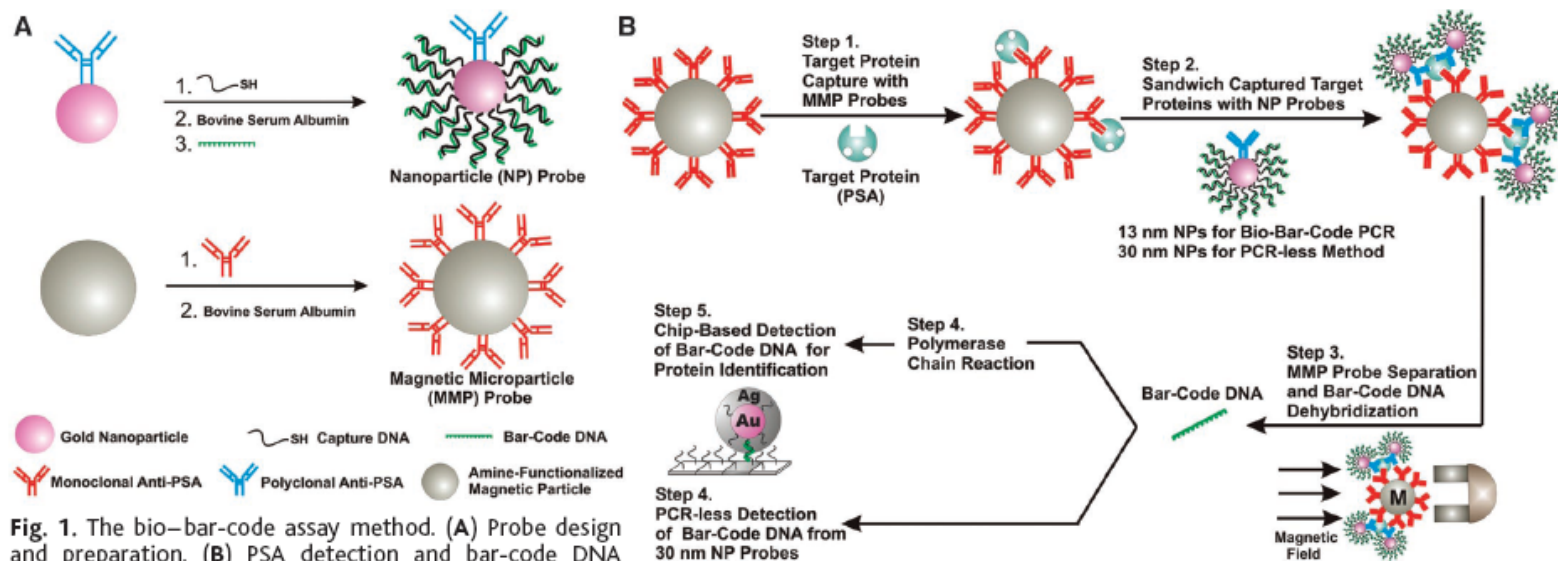 A
1. SH
2. Bovine Serum Albumin
3.
Nanoparticle (NP) Probe
1.
2. Bovine Serum Albumin
Magnetic Microparticle
(MMP) Probe
Gold Nanoparticle
SH Capture DNA
Bar-Code DNA
Monoclonal Anti-PSA
Polyclonal Anti-PSA
Amine-Functionalized
Magnetic Particle
Fig. 1. The bio–bar-code assay method. (A) Probe design
and preparation. (B) PSA detection and bar-code DNA
B
Step 1.
Target Protein
Capture with
MMP Probes
Target Protein
(PSA)
Step 2.
Sandwich Captured Target
Proteins with NP Probes
13 nm NPs for Bio-Bar-Code PCR
30 nm NPs for PCR-less Method
Step 3.
MMP Probe Separation
and Bar-Code DNA
Dehybridization
M
Magnetic
Field
Bar-Code DNA
Step 4.
Polymerase
Chain Reaction
Step 5.
Chip-Based Detection
of Bar-Code DNA for
Protein Identification
Ag
Au
Step 4.
PCR-less Detection
of Bar-Code DNA from
30 nm NP Probes